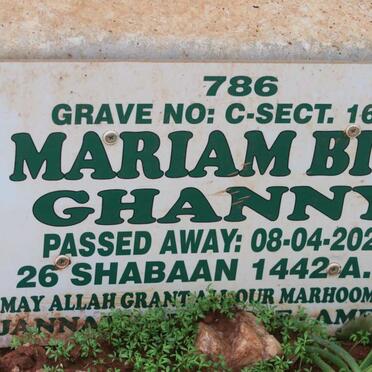 786
GRAVE NO: C-SECT. 16
MARIAM BI
GHANNY
PASSED AWAY: 08-04-202
26 SHABAAN 1442 A.
MAY ALLAH GRANT ALL OUR MARHOOM
JANNA